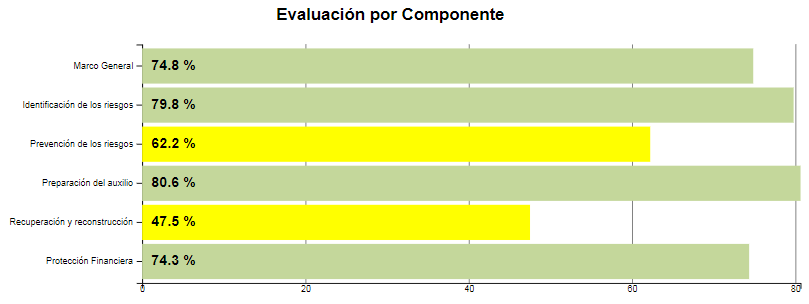 Evaluación por Componente
Marco General 74.8 %
Identificación de los riesgos 79.8 %
Prevención de los riesgos 62.2 %
Preparación del auxilio 80.6 %
Recuperación y reconstrucción 47.5 %
Protección Financiera 74.3 %
0 20 40 60 80